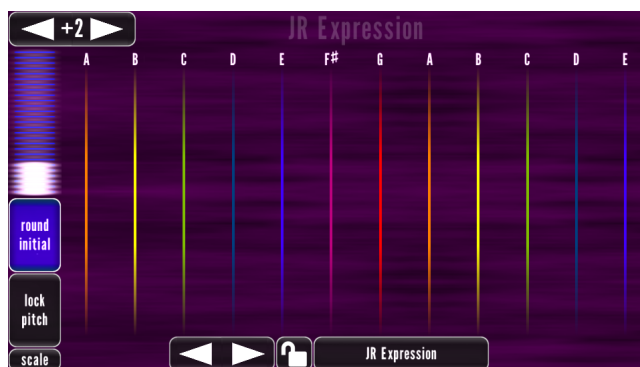 +2
JR Expression
A B C D E F# G A B C D E
round
initial
lock
pitch
scale
JR Expression